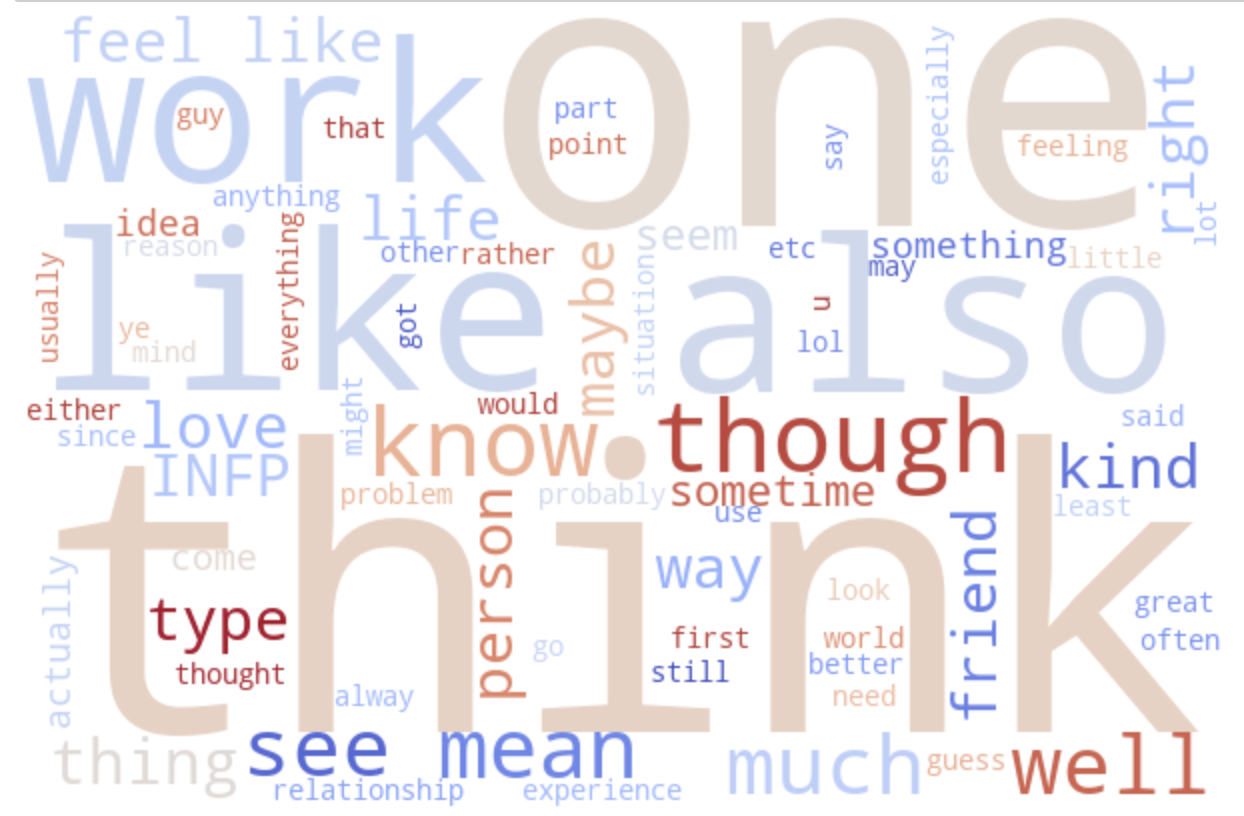 feel like
work
one
guy
that
part
point
say
especially
feeling
right
lot
anything
life
idea
reason
other
rather
everything
usually
like
ye
mind
got
maybe
situation
seem
etc
something
may
little
also
u
lol
either
since
love
INFP
might
would
know
though
said
kind
problem
probably
sometime
use
least
think
come
person
way
friend
look
great
often
actually
type
thought
go
first
still
world
better
need
alway
thing
see
mean
relationship
experience
much
guess
well